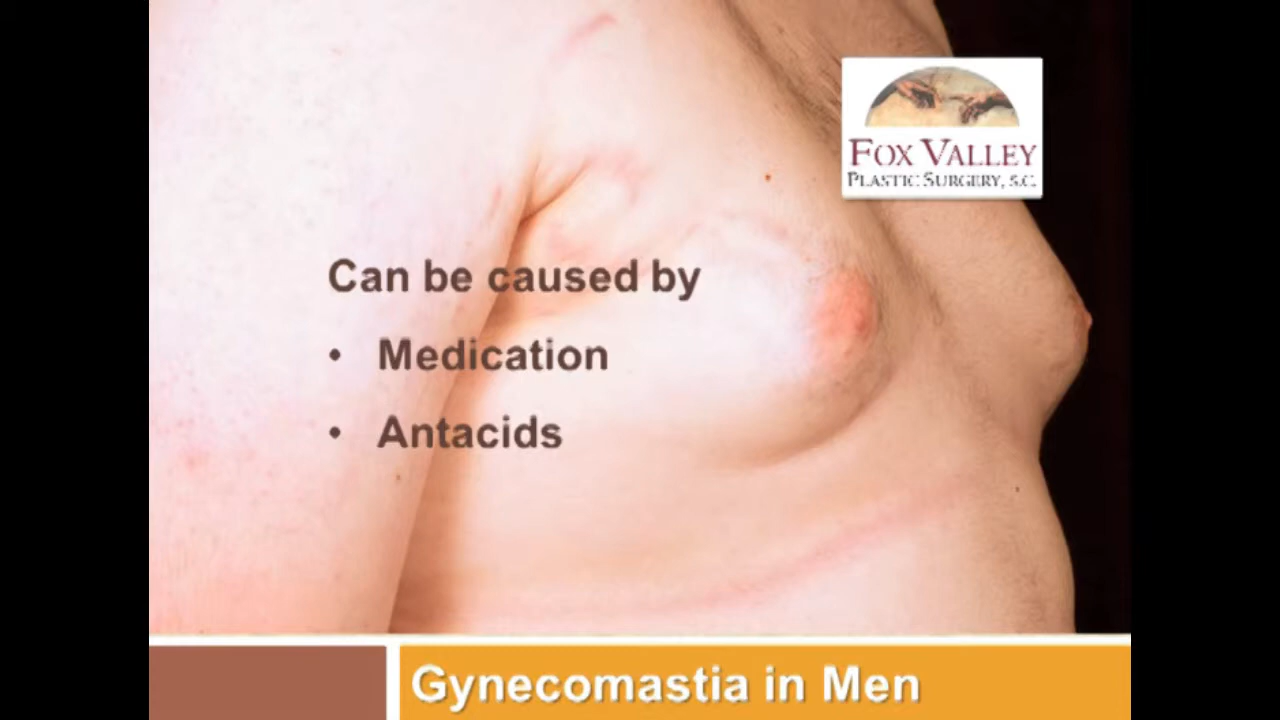 FOX VALLEY
PLASTIC SURGERY, S.C.
Can be caused by
• Medication
• Antacids
Gynecomastia in Men